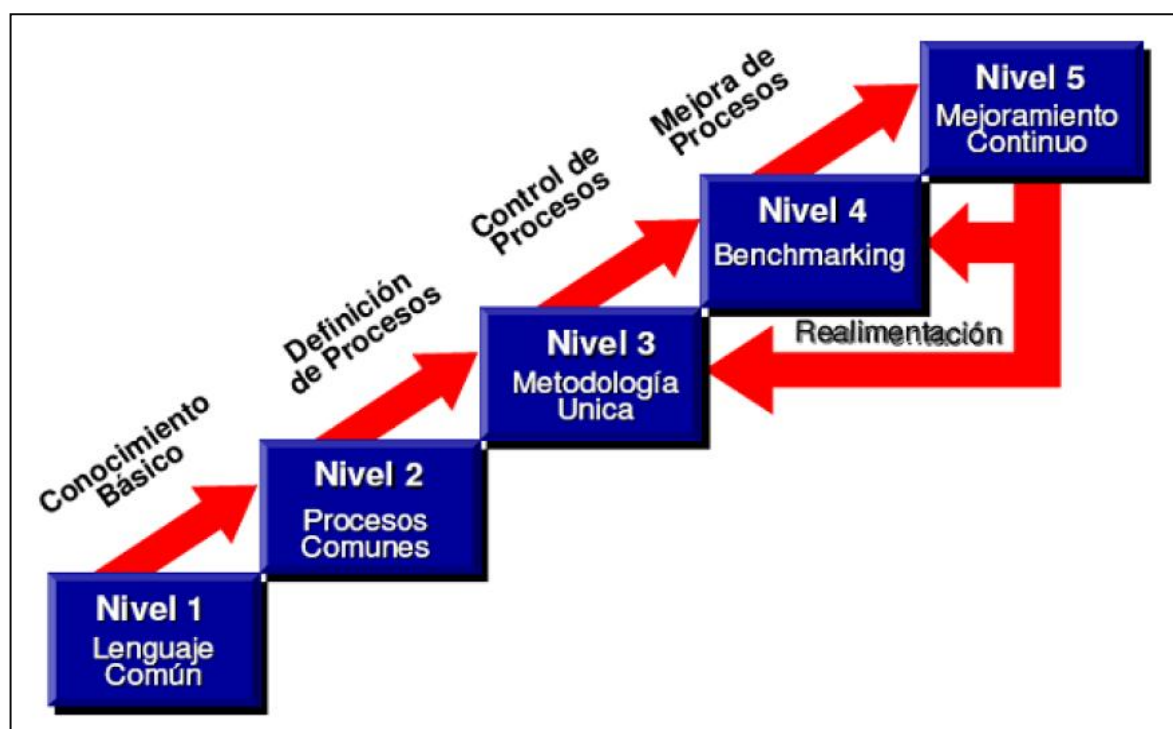 Nivel 5
Mejoramiento
Continuo
Mejora de
Procesos
Nivel 4
Benchmarking
Control de
Procesos
Realimentación
Nivel 3
Metodología
Unica
Definición
de Procesos
Nivel 2
Procesos
Comunes
Conocimiento
Básico
Nivel 1
Lenguaje
Común